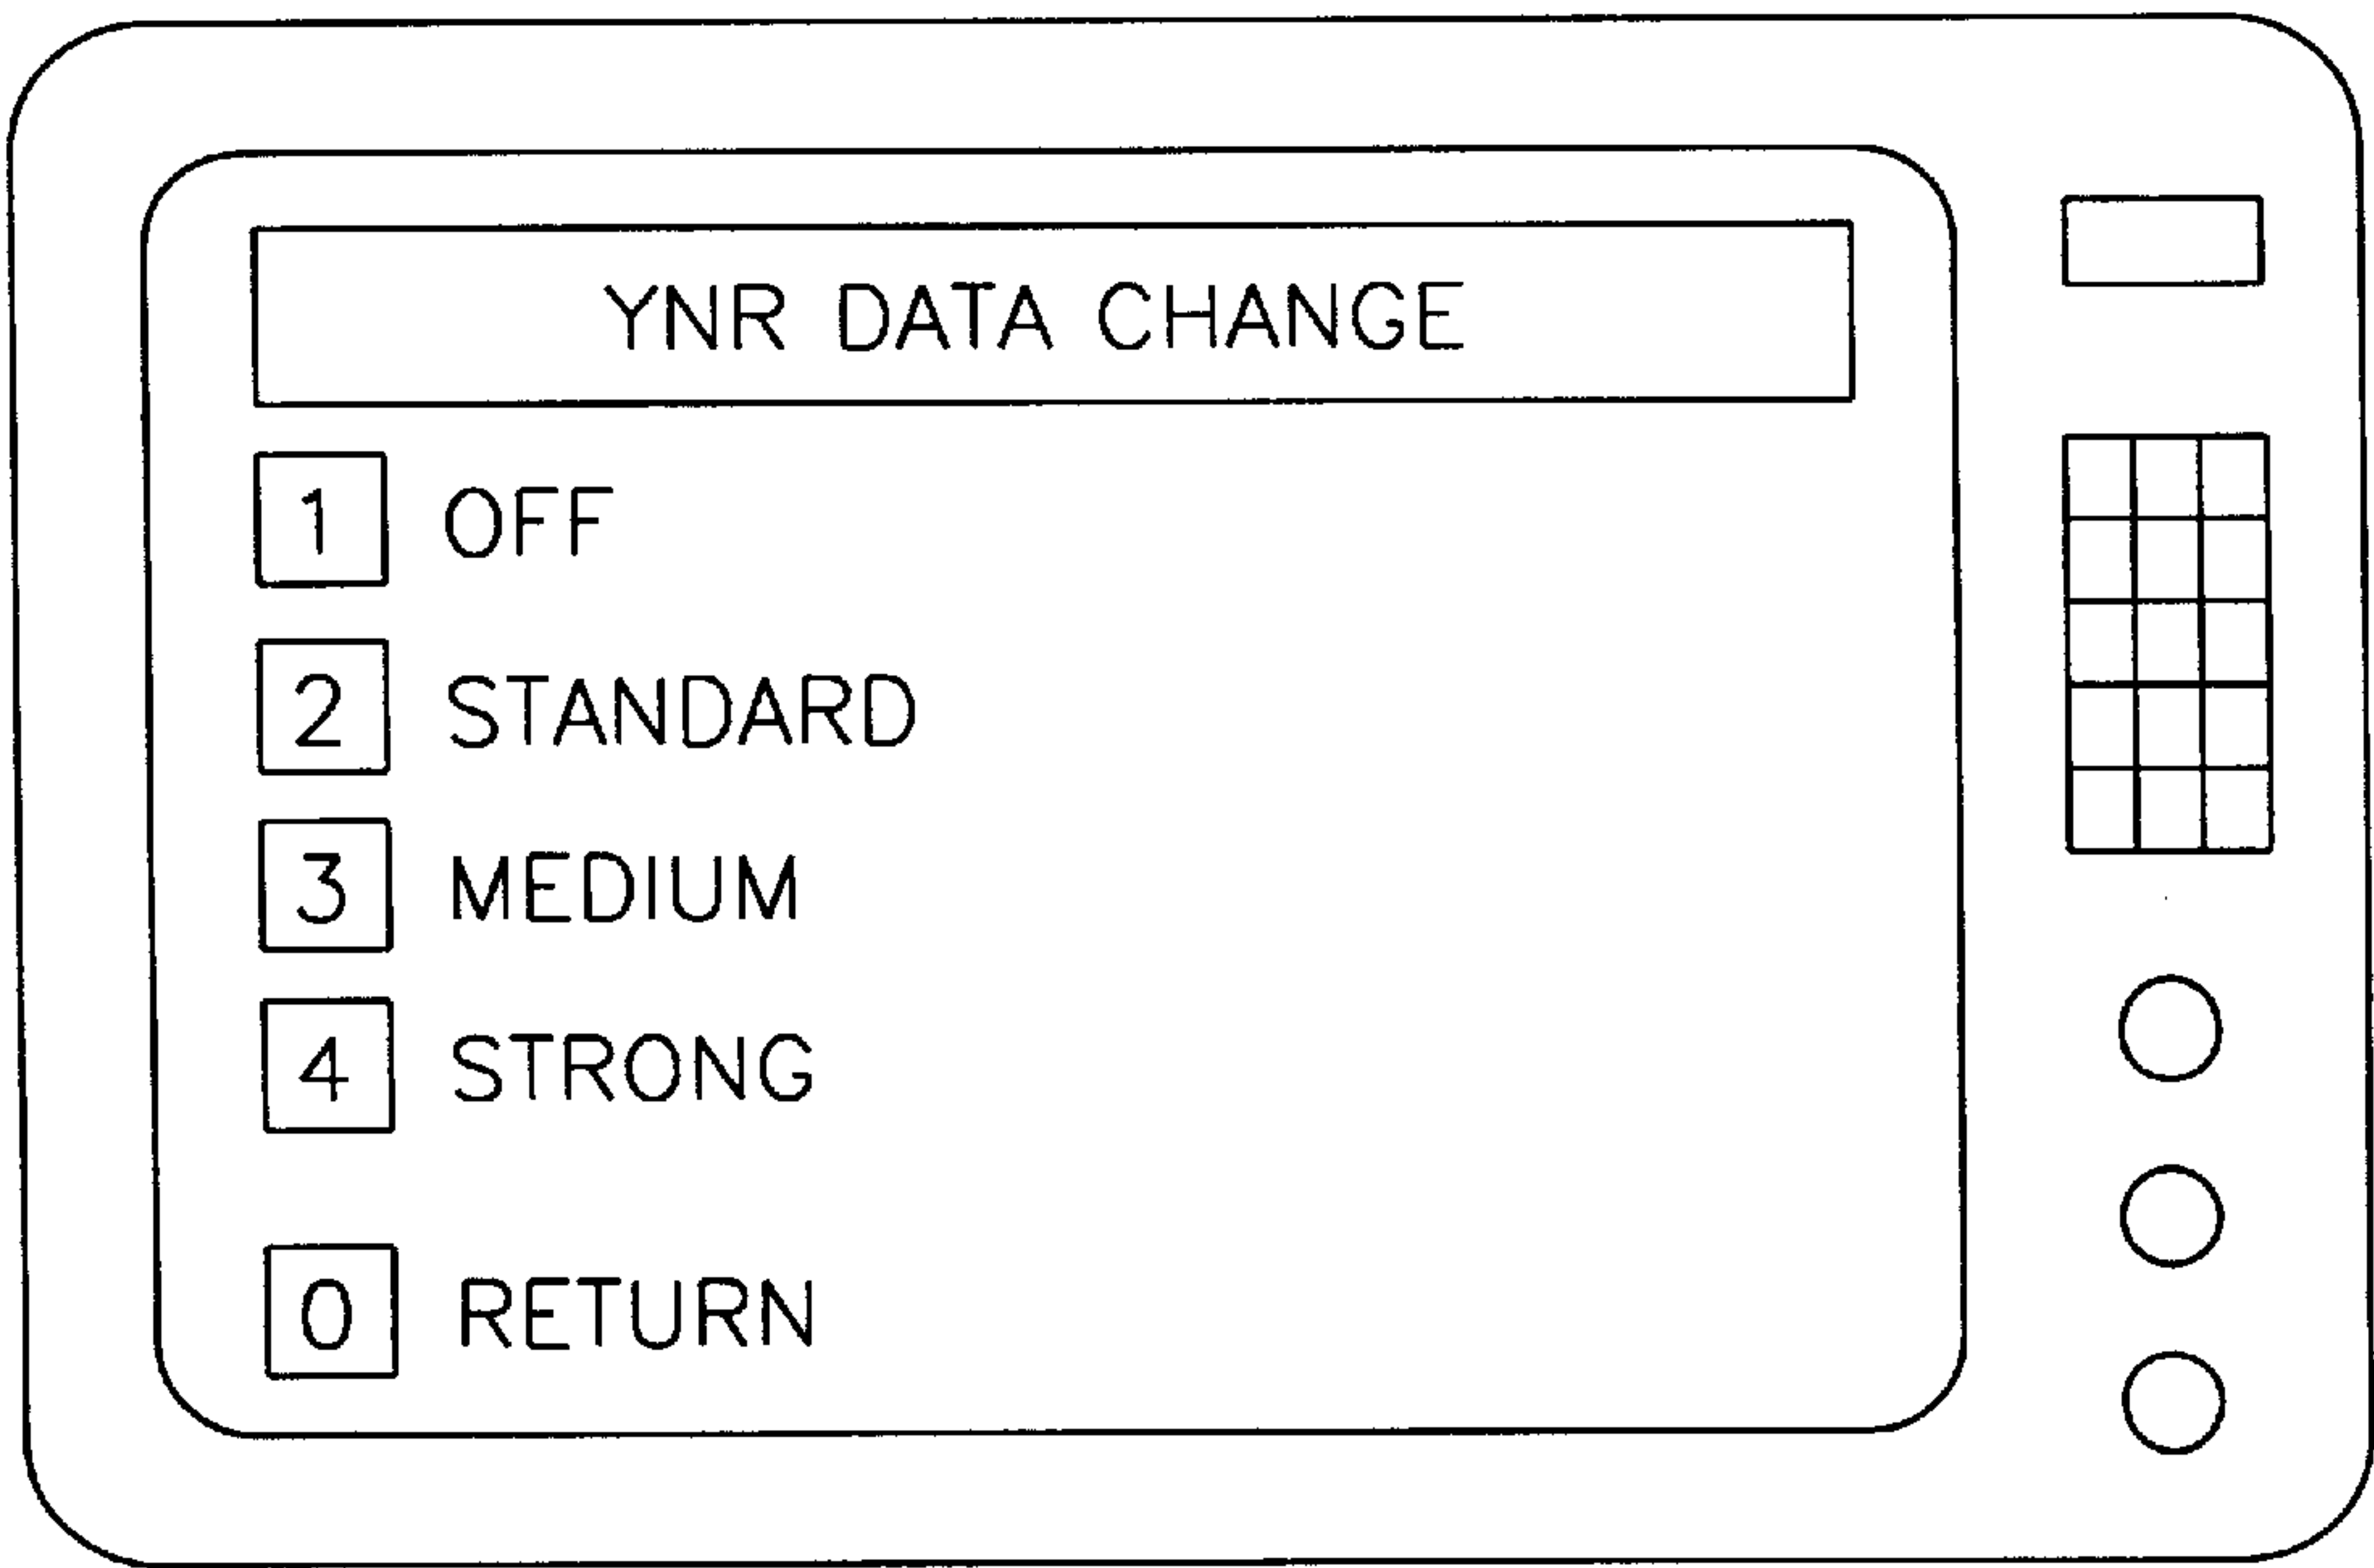 YNR DATA CHANGE
1 OFF
2 STANDARD
3 MEDIUM
4 STRONG
0 RETURN